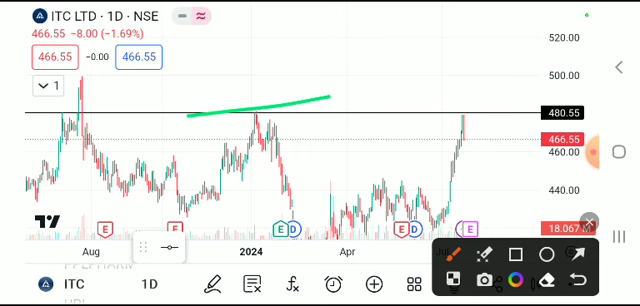 ITC LTD · 1D · NSE
466.55 −8.00 (−1.69%)
466.55 −0.00 466.55
1
520.00
500.00
480.55
466.55
460.00
440.00
18.067
E E E D E D E
Aug 2024 Apr Jul
ITC 1D